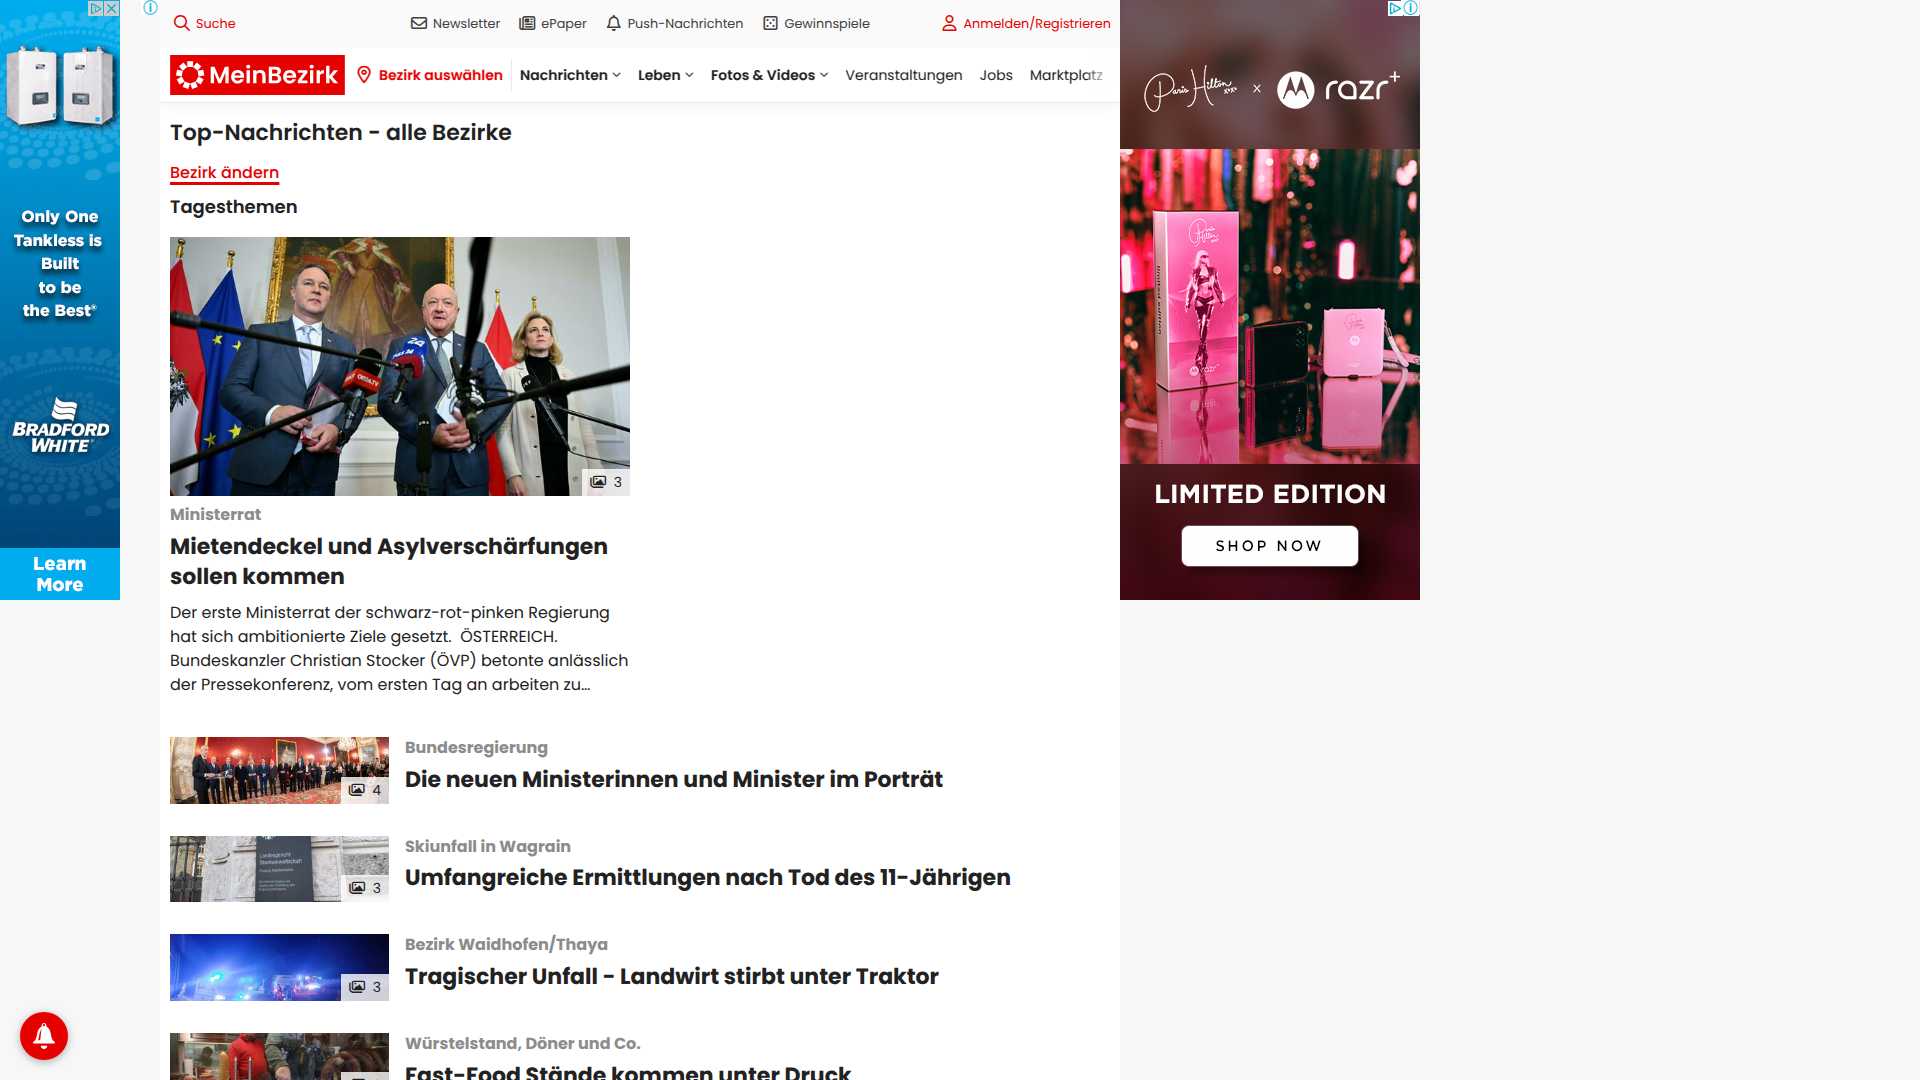 Suche
Newsletter
ePaper
Push-Nachrichten
Gewinnspiele
Anmelden/Registrieren
MeinBezirk
Bezirk auswählen
Nachrichten
Leben
Fotos & Videos
Veranstaltungen
Jobs
Marktplatz
Top-Nachrichten - alle Bezirke
Bezirk ändern
Tagesthemen
3
Ministerrat
Mietendeckel und Asylverschärfungen
sollen kommen
Der erste Ministerrat der schwarz-rot-pinken Regierung
hat sich ambitionierte Ziele gesetzt. ÖSTERREICH.
Bundeskanzler Christian Stocker (ÖVP) betonte anlässlich
der Pressekonferenz, vom ersten Tag an arbeiten zu...
4
Bundesregierung
Die neuen Ministerinnen und Minister im Porträt
3
Skiunfall in Wagrain
Umfangreiche Ermittlungen nach Tod des 11-Jährigen
3
Bezirk Waidhofen/Thaya
Tragischer Unfall - Landwirt stirbt unter Traktor
Würstelstand, Döner und Co.
Fast-Food Stände kommen unter Druck
Only One
Tankless is
Built
to be
the Best®
BRADFORD
WHITE
Learn
More
Paris Hilton x razr+
LIMITED EDITION
SHOP NOW